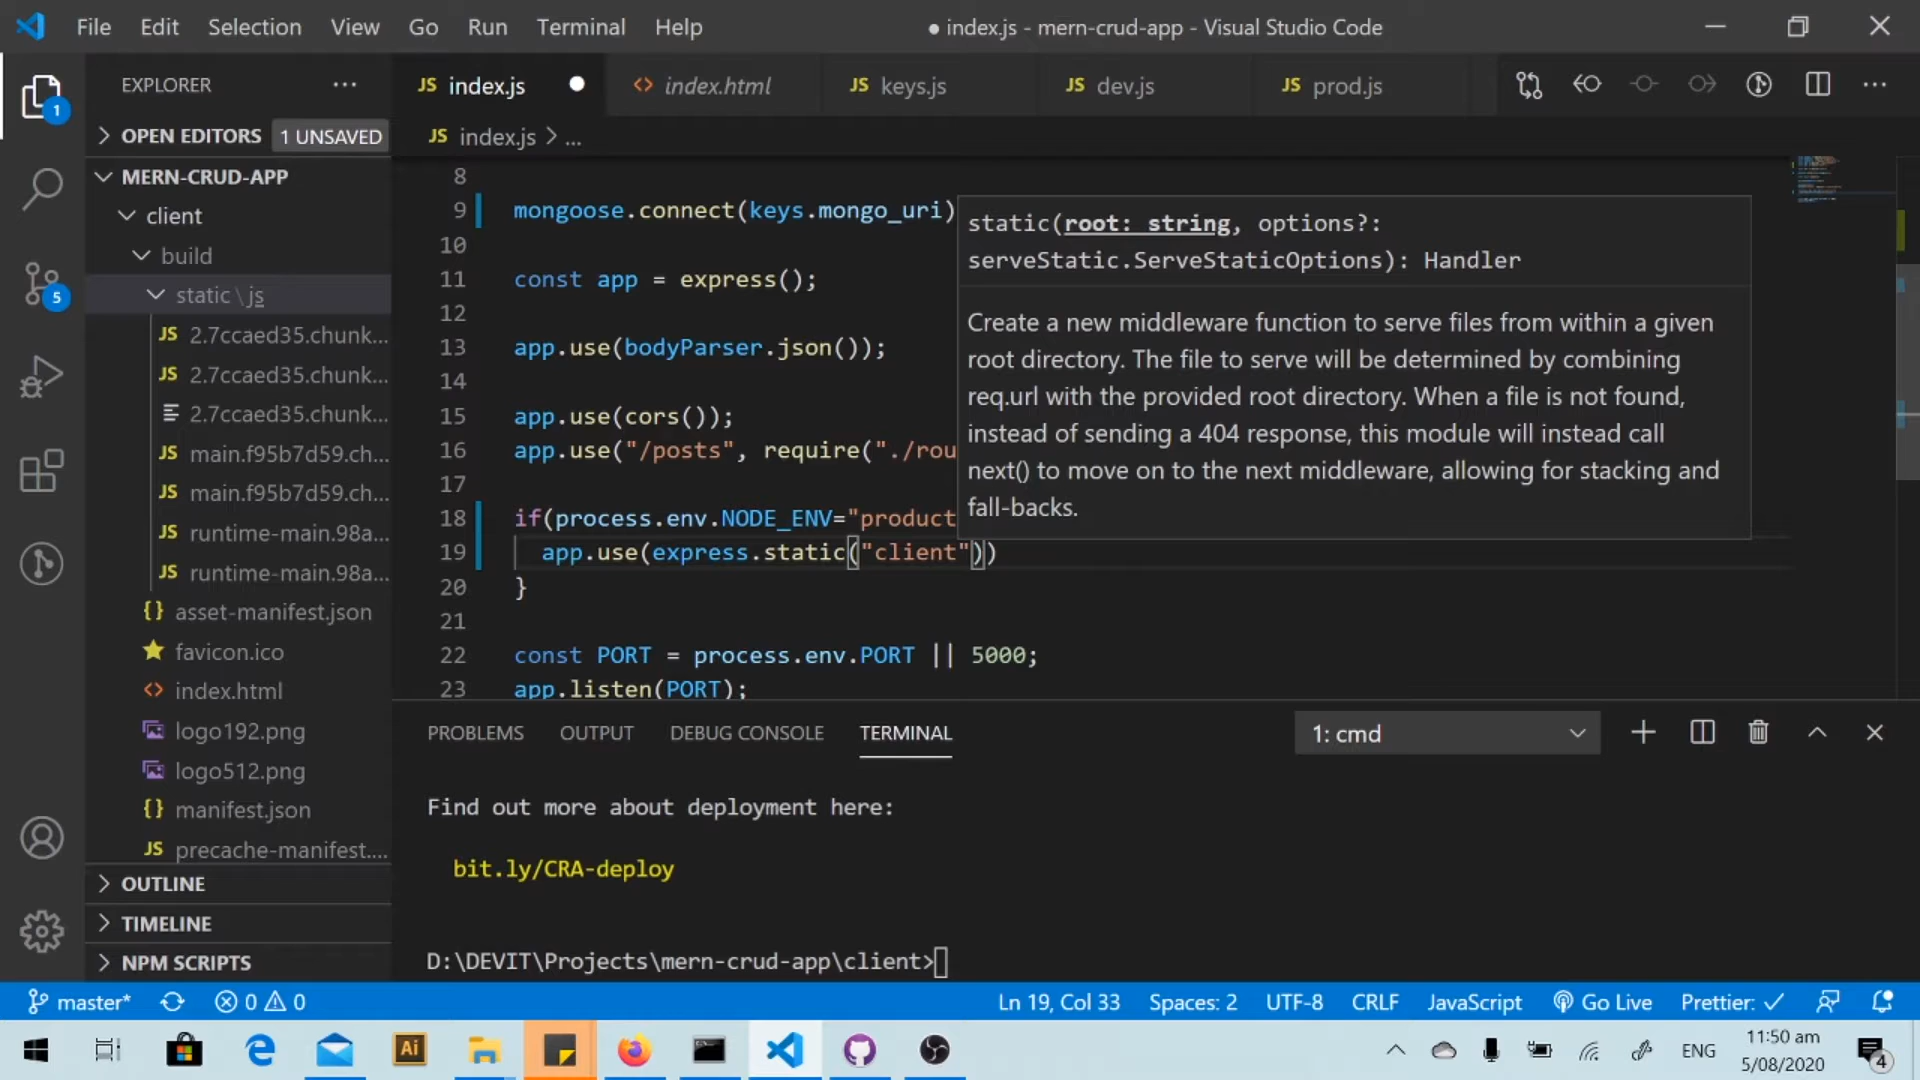 File Edit Selection View Go Run Terminal Help
● index.js - mern-crud-app - Visual Studio Code
EXPLORER
1
OPEN EDITORS 1 UNSAVED
MERN-CRUD-APP
client
build
static \ js
JS 2.7ccaed35.chunk...
JS 2.7ccaed35.chunk...
2.7ccaed35.chunk...
JS main.f95b7d59.ch...
JS main.f95b7d59.ch...
JS runtime-main.98a...
JS runtime-main.98a...
{} asset-manifest.json
favicon.ico
<> index.html
logo192.png
logo512.png
{} manifest.json
JS precache-manifest....
OUTLINE
TIMELINE
NPM SCRIPTS
5
JS index.js ●
<> index.html
JS keys.js
JS dev.js
JS prod.js
JS index.js > ...
8
9 mongoose.connect(keys.mongo_uri)
10
11 const app = express();
12
13 app.use(bodyParser.json());
14
15 app.use(cors());
16 app.use("/posts", require("./rou
17
18 if(process.env.NODE_ENV="product
19 app.use(express.static("client"))
20 }
21
22 const PORT = process.env.PORT || 5000;
23 app.listen(PORT);
static(root: string, options?:
serveStatic.ServeStaticOptions): Handler
Create a new middleware function to serve files from within a given
root directory. The file to serve will be determined by combining
req.url with the provided root directory. When a file is not found,
instead of sending a 404 response, this module will instead call
next() to move on to the next middleware, allowing for stacking and
fall-backs.
PROBLEMS OUTPUT DEBUG CONSOLE TERMINAL
1: cmd
Find out more about deployment here:
bit.ly/CRA-deploy
D:\DEVIT\Projects\mern-crud-app\client>
master* 0 0
Ln 19, Col 33 Spaces: 2 UTF-8 CRLF JavaScript Go Live Prettier: ✓
Ai
ENG
11:50 am
5/08/2020
4